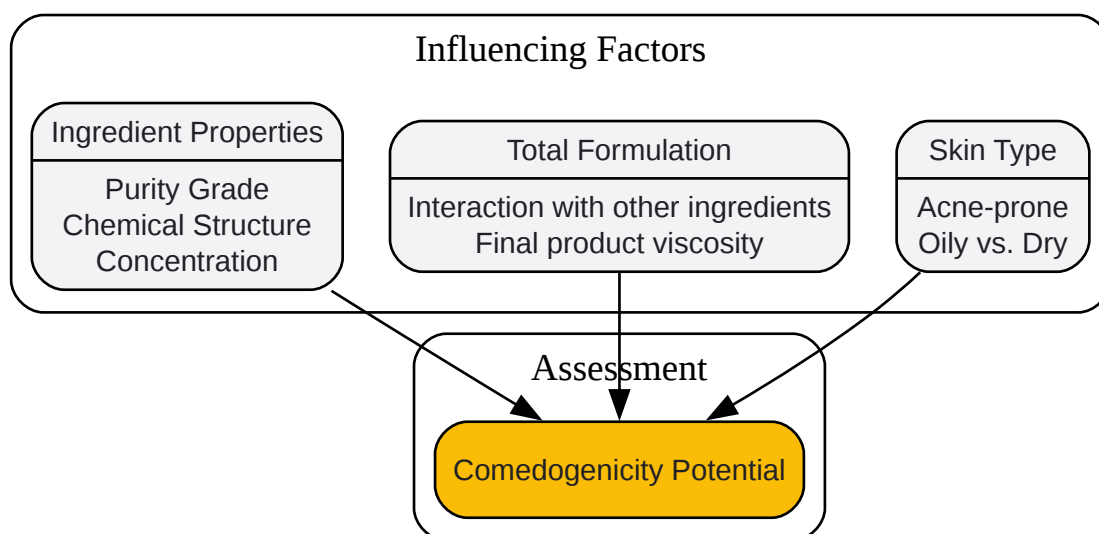 Influencing Factors
Ingredient Properties
Purity Grade
Chemical Structure
Concentration
Total Formulation
Interaction with other ingredients
Final product viscosity
Skin Type
Acne-prone
Oily vs. Dry
Assessment
Comedogenicity Potential